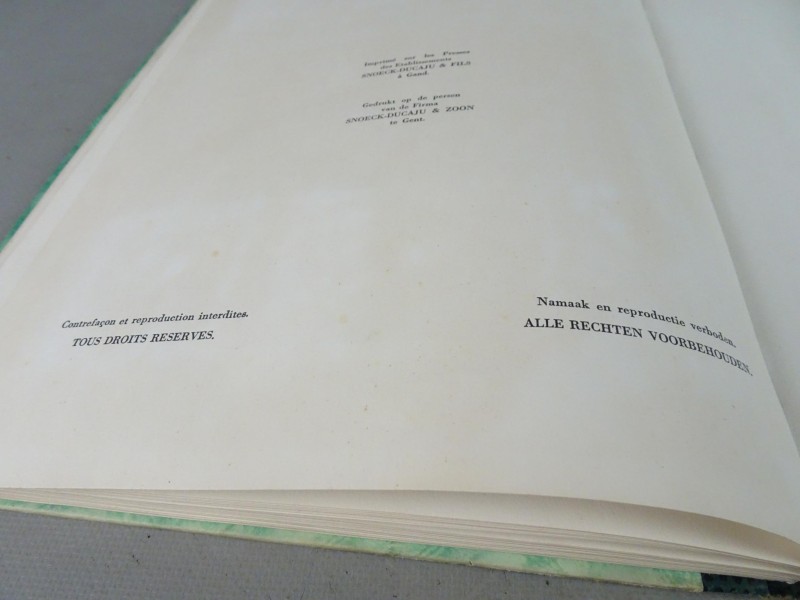 Imprimé sur les Presses
des Etablissements
SNOECK-DUCAJU & FILS
à Gand.
Gedrukt op de persen
van de Firma
SNOECK-DUCAJU & ZOON
te Gent.
Contrefaçon et reproduction interdites.
TOUS DROITS RESERVES.
Namaak en reproductie verboden.
ALLE RECHTEN VOORBEHOUDEN.